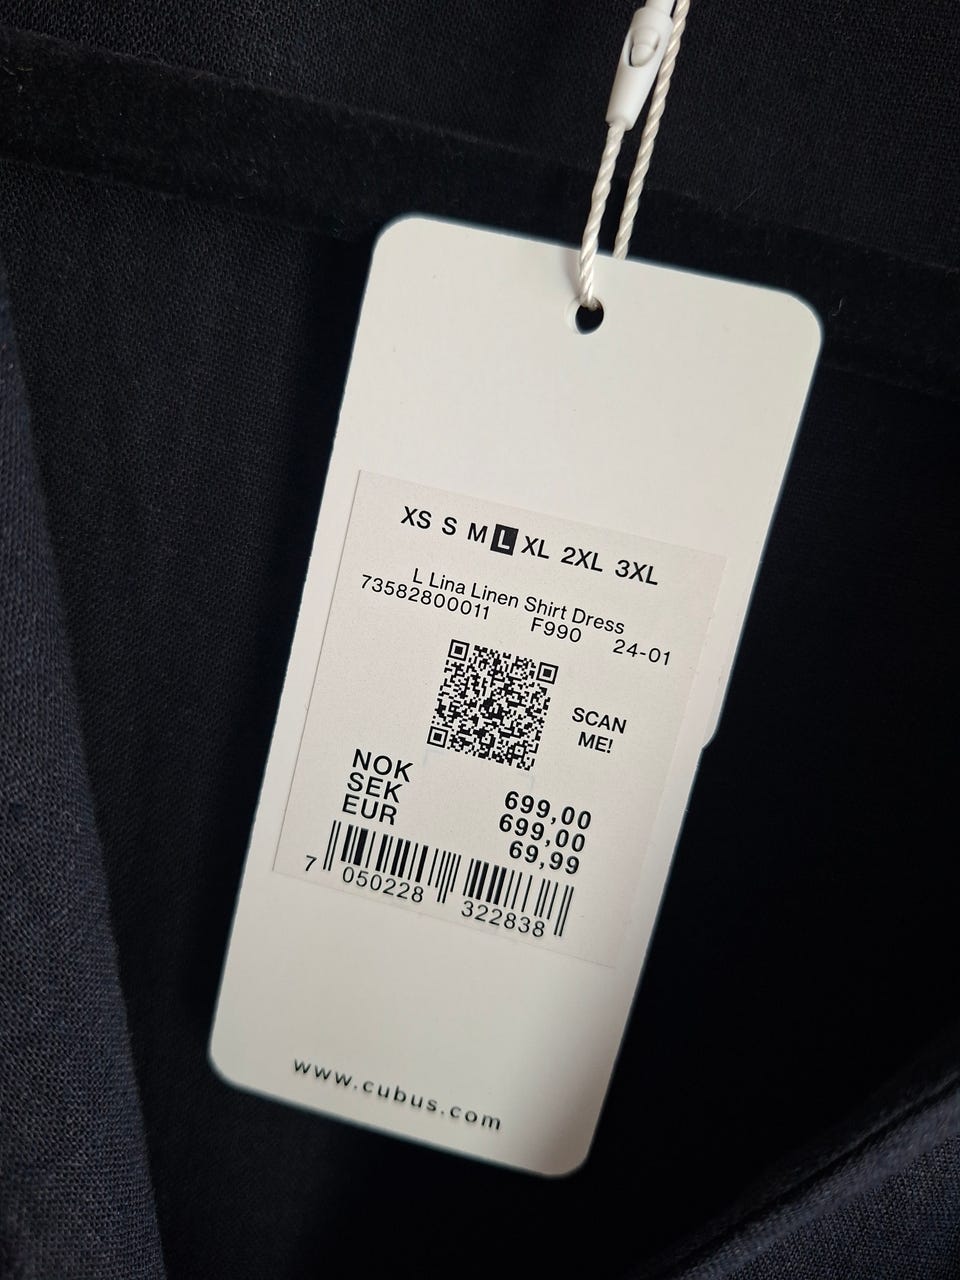 XS S M L XL 2XL 3XL
L Lina Linen Shirt Dress
73582800011 F990 24-01
SCAN
ME!
NOK 699,00
SEK 699,00
EUR 69,99
7 050228 322838
www.cubus.com